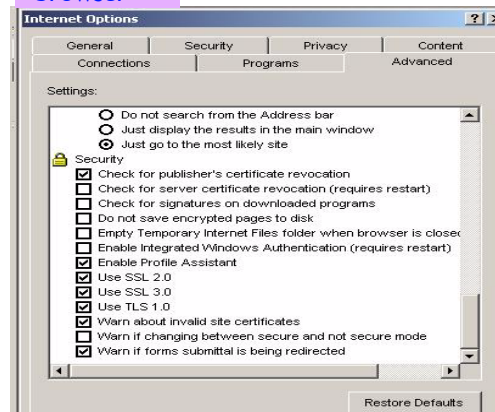 Browser
Internet Options
General Security Privacy Content
Connections Programs Advanced
Settings:
Do not search from the Address bar
Just display the results in the main window
Just go to the most likely site
Security
Check for publisher's certificate revocation
Check for server certificate revocation (requires restart)
Check for signatures on downloaded programs
Do not save encrypted pages to disk
Empty Temporary Internet Files folder when browser is closed
Enable Integrated Windows Authentication (requires restart)
Enable Profile Assistant
Use SSL 2.0
Use SSL 3.0
Use TLS 1.0
Warn about invalid site certificates
Warn if changing between secure and not secure mode
Warn if forms submittal is being redirected
Restore Defaults